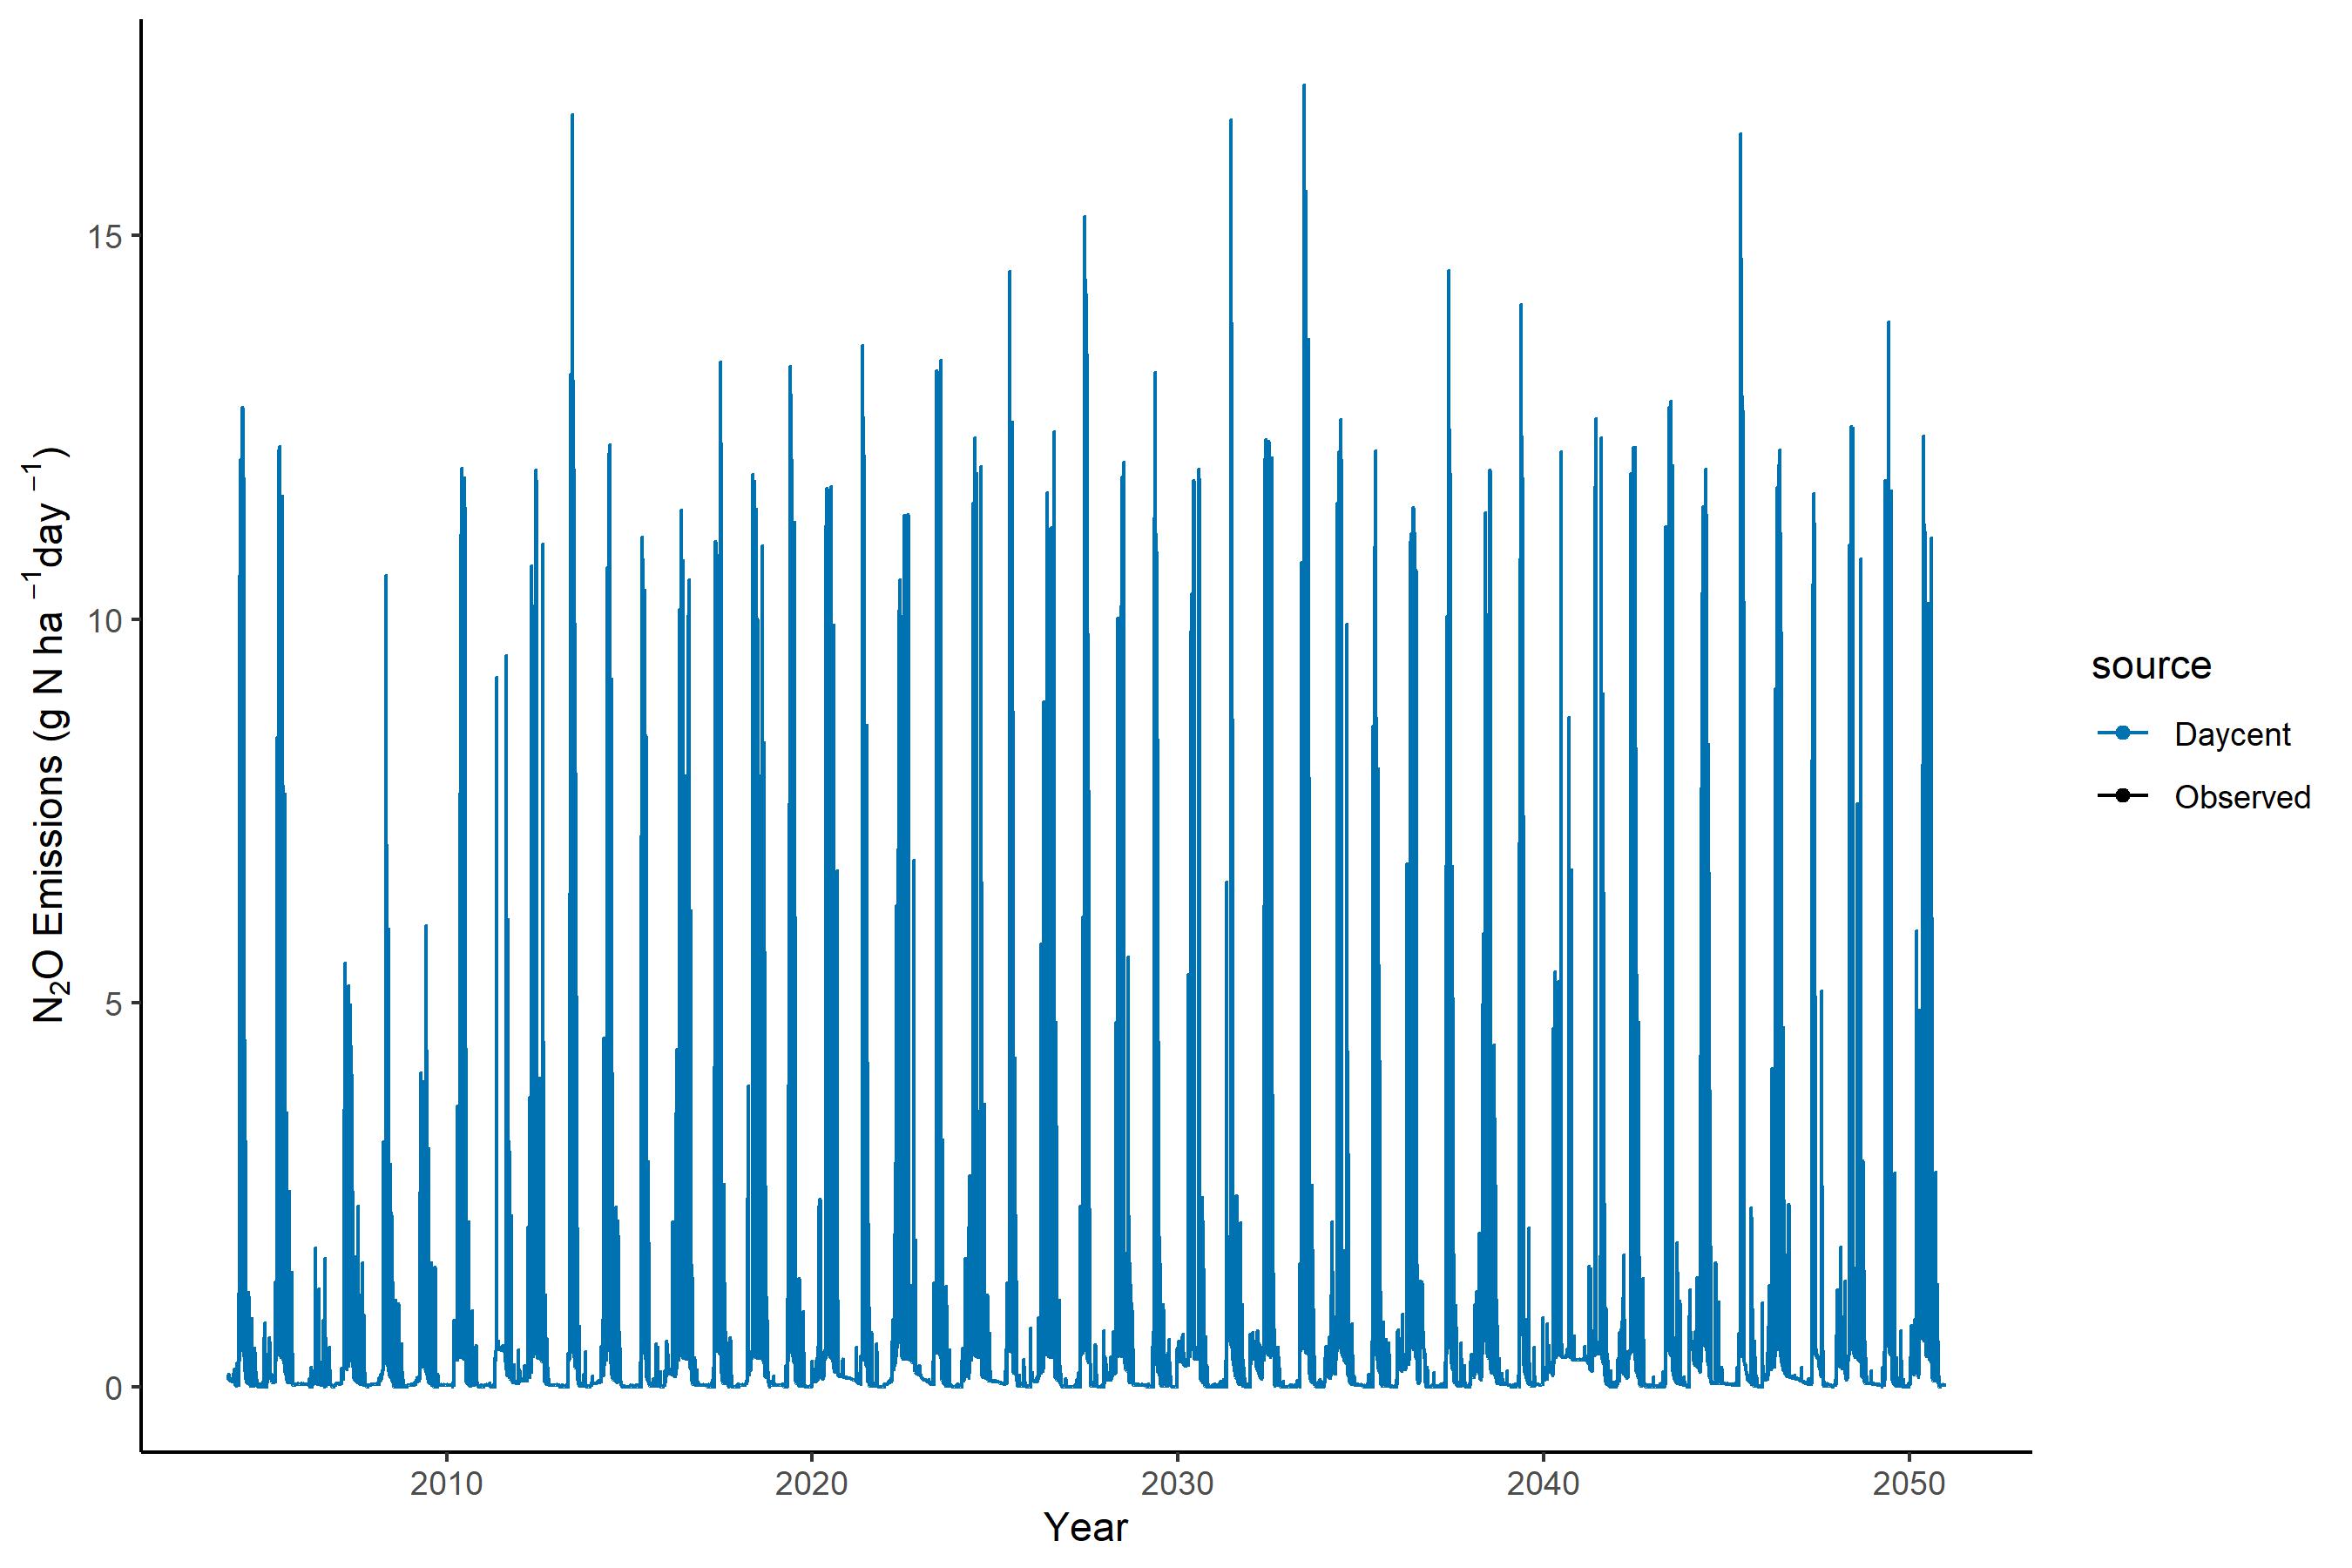 N₂O Emissions (g N ha ⁻¹day ⁻¹)
15
10
5
0
2010 2020 2030 2040 2050
Year
source
Daycent
Observed